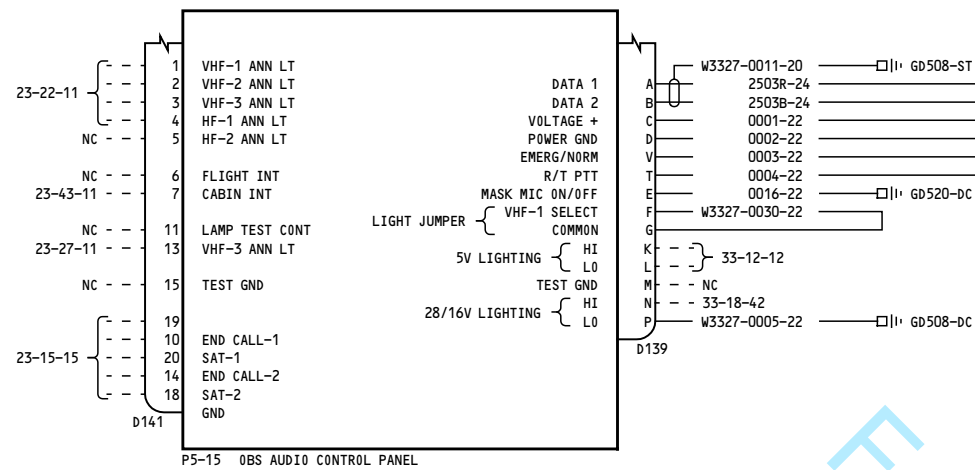 23-22-11
1 VHF-1 ANN LT
2 VHF-2 ANN LT
3 VHF-3 ANN LT
4 HF-1 ANN LT
NC 5 HF-2 ANN LT
NC 6 FLIGHT INT
23-43-11 7 CABIN INT
NC 11 LAMP TEST CONT
23-27-11 13 VHF-3 ANN LT
NC 15 TEST GND
23-15-15
19
10 END CALL-1
20 SAT-1
14 END CALL-2
18 SAT-2
GND
D141
DATA 1 A
W3327-0011-20 GD508-ST
2503R-24
DATA 2 B 2503B-24
VOLTAGE + C 0001-22
POWER GND D 0002-22
EMERG/NORM V 0003-22
R/T PTT T 0004-22
MASK MIC ON/OFF E 0016-22 GD520-DC
LIGHT JUMPER
VHF-1 SELECT F W3327-0030-22
COMMON G
5V LIGHTING
HI K
LO L
33-12-12
TEST GND M NC
28/16V LIGHTING
HI N 33-18-42
LO P W3327-0005-22 GD508-DC
D139
P5-15 OBS AUDIO CONTROL PANEL